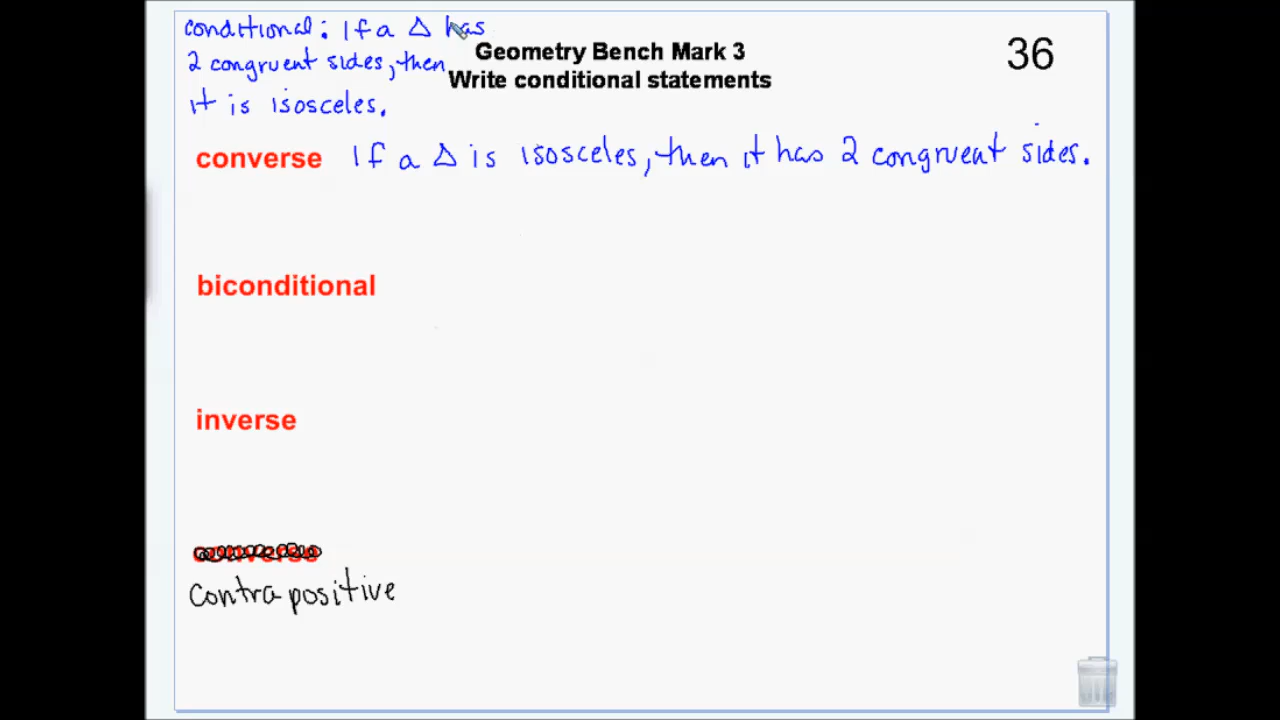 conditional: If a Δ has
2 congruent sides, then
it is isosceles.
Geometry Bench Mark 3
Write conditional statements
36
converse If a Δ is isosceles, then it has 2 congruent sides.
biconditional
inverse
contrapositive